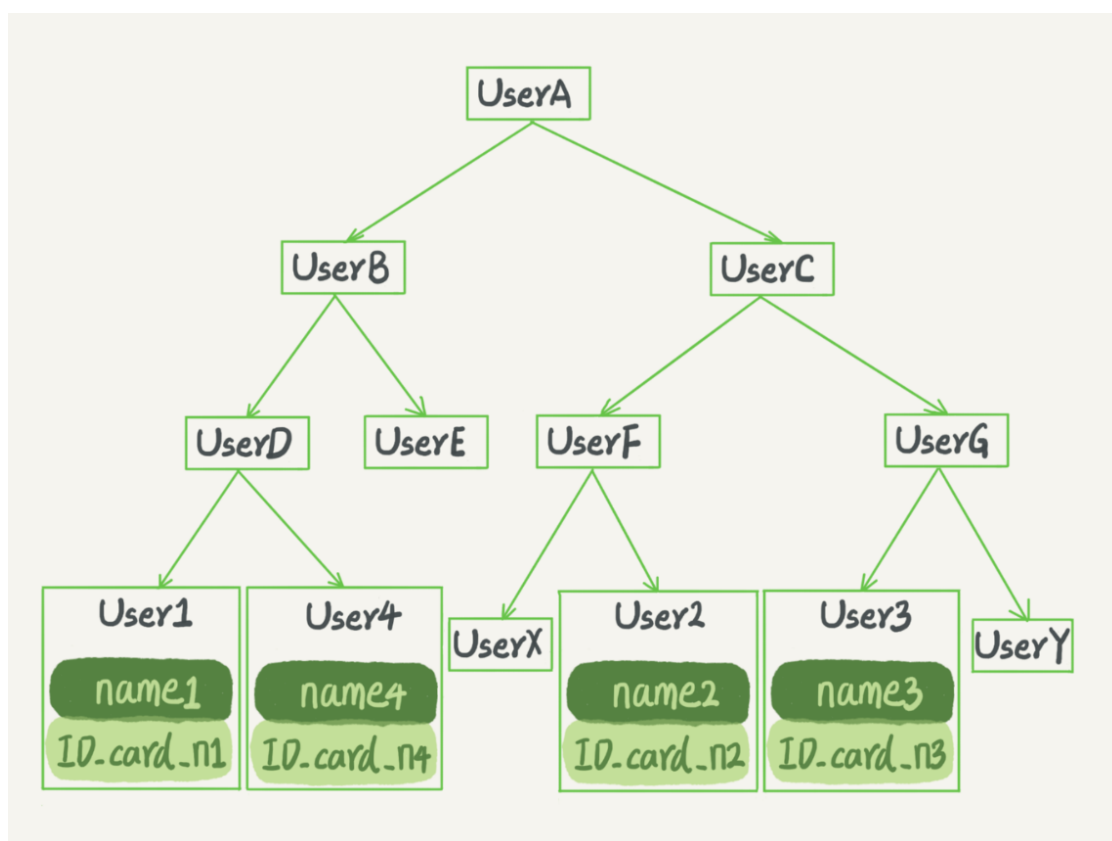 UserA
UserB
UserC
UserD
UserE
UserF
UserG
User1
User4
UserX
User2
User3
UserY
name1
name4
name2
name3
ID_card_n1
ID_card_n4
ID_card_n2
ID_card_n3